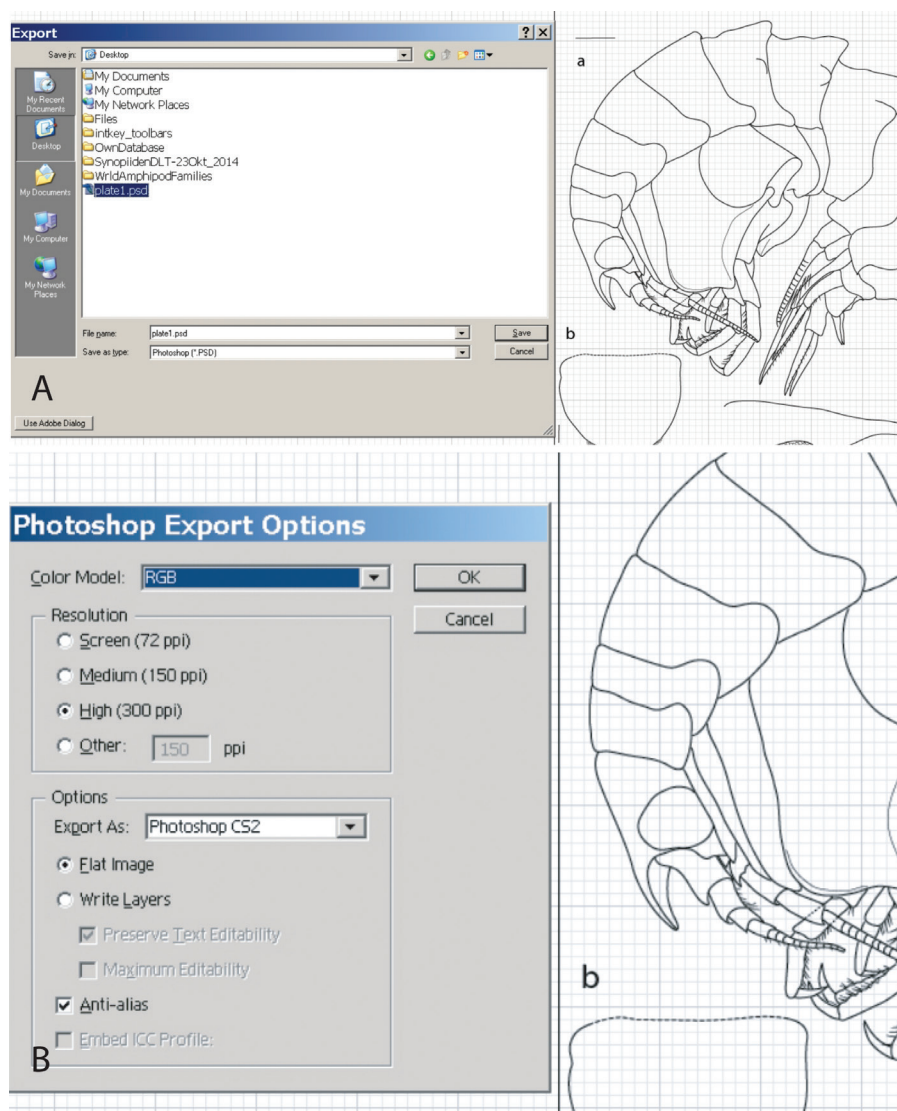 Export
Save in: Desktop
My Documents
My Computer
My Network Places
Files
intkey_toolbars
OwnDatabase
SynopiidenDLT-23Okt_2014
WrldAmphipodFamilies
plate1.psd
My Recent
Documents
Desktop
My Documents
My Computer
My Network
Places
File name: plate1.psd Save
Save as type: Photoshop (*.PSD) Cancel
A
Use Adobe Dialog
a
b
Photoshop Export Options
Color Model: RGB OK
Cancel
Resolution
Screen (72 ppi)
Medium (150 ppi)
High (300 ppi)
Other: 150 ppi
Options
Export As: Photoshop CS2
Flat Image
Write Layers
Preserve Text Editability
Maximum Editability
Anti-alias
Embed ICC Profile:
B
b